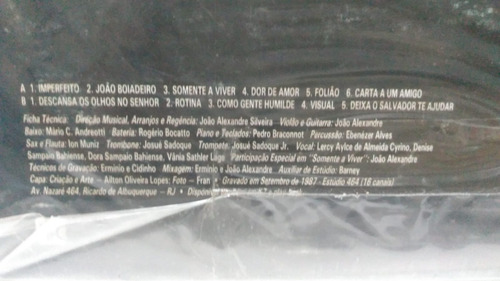 A 1. IMPERFEITO 2. JOÃO BOIADEIRO 3. SOMENTE A VIVER 4. DOR DE AMOR 5. FOLIÃO 6. CARTA A UM AMIGO
B 1. DESCANSA OS OLHOS NO SENHOR 2. ROTINA 3. COMO GENTE HUMILDE 4. VISUAL 5. DEIXA O SALVADOR TE AJUDAR
Ficha Técnica: Direção Musical, Arranjos e Regência: João Alexandre Silveira Violão e Guitarra: João Alexandre
Baixo: Mário C. Andreotti Bateria: Rogério Bocatto Piano e Teclados: Pedro Braconnot Percussão: Ebenézer Alves
Sax e Flauta: Ion Muniz Trombone: Josué Sadoque Trompete: Josué Sadoque Jr. Vocal: Lercy Aylce de Almeida Cyrino, Denise
Sampaio Bahiense, Dora Sampaio Bahiense, Vânia Sathler Lage Participação Especial em "Somente a Viver": João Alexandre
Técnicos de Gravação: Ermínio e Cidinho Mixagem: Ermínio e João Alexandre Auxiliar de Estúdio: Barney
Capa: Criação e Arte – Ailton Oliveira Lopes; Foto – Fran • Gravado em Setembro de 1987 - Estúdio 464 (16 canais)
Av. Nazaré 464, Ricardo de Albuquerque – RJ •